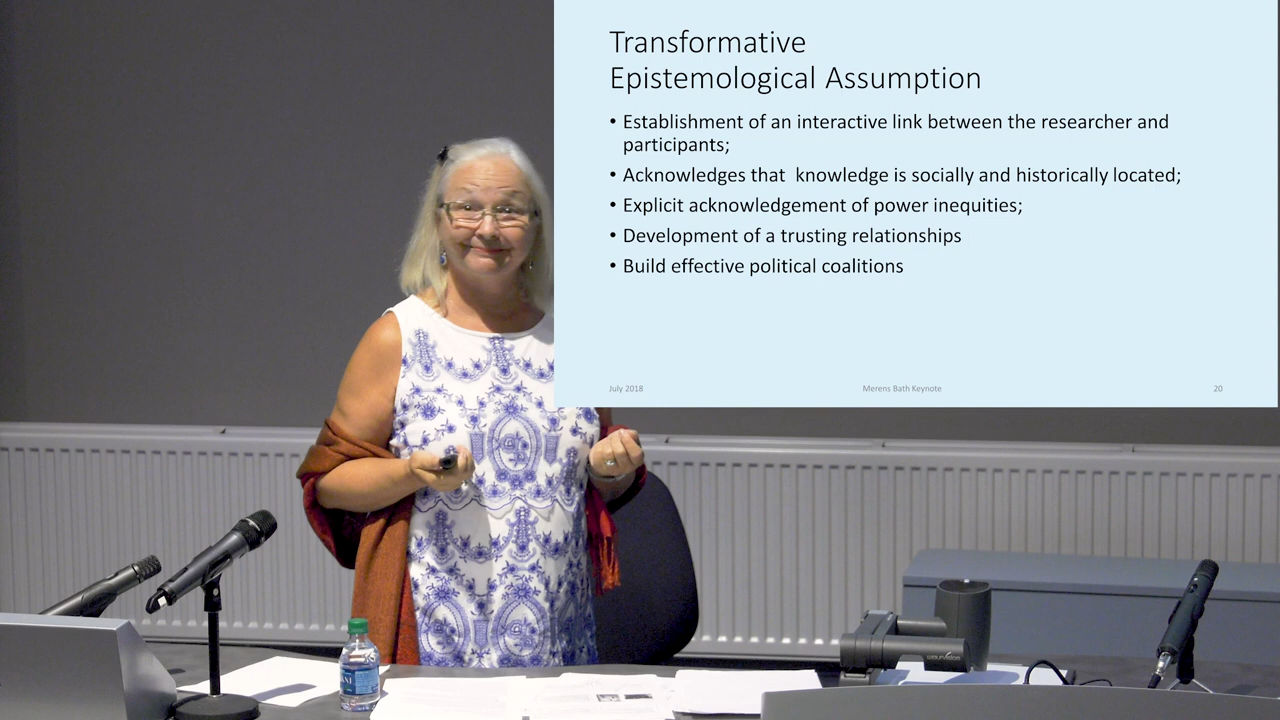 Transformative
Epistemological Assumption
• Establishment of an interactive link between the researcher and
participants;
• Acknowledges that  knowledge is socially and historically located;
• Explicit acknowledgement of power inequities;
• Development of a trusting relationships
• Build effective political coalitions
July 2018
Merens Bath Keynote
20